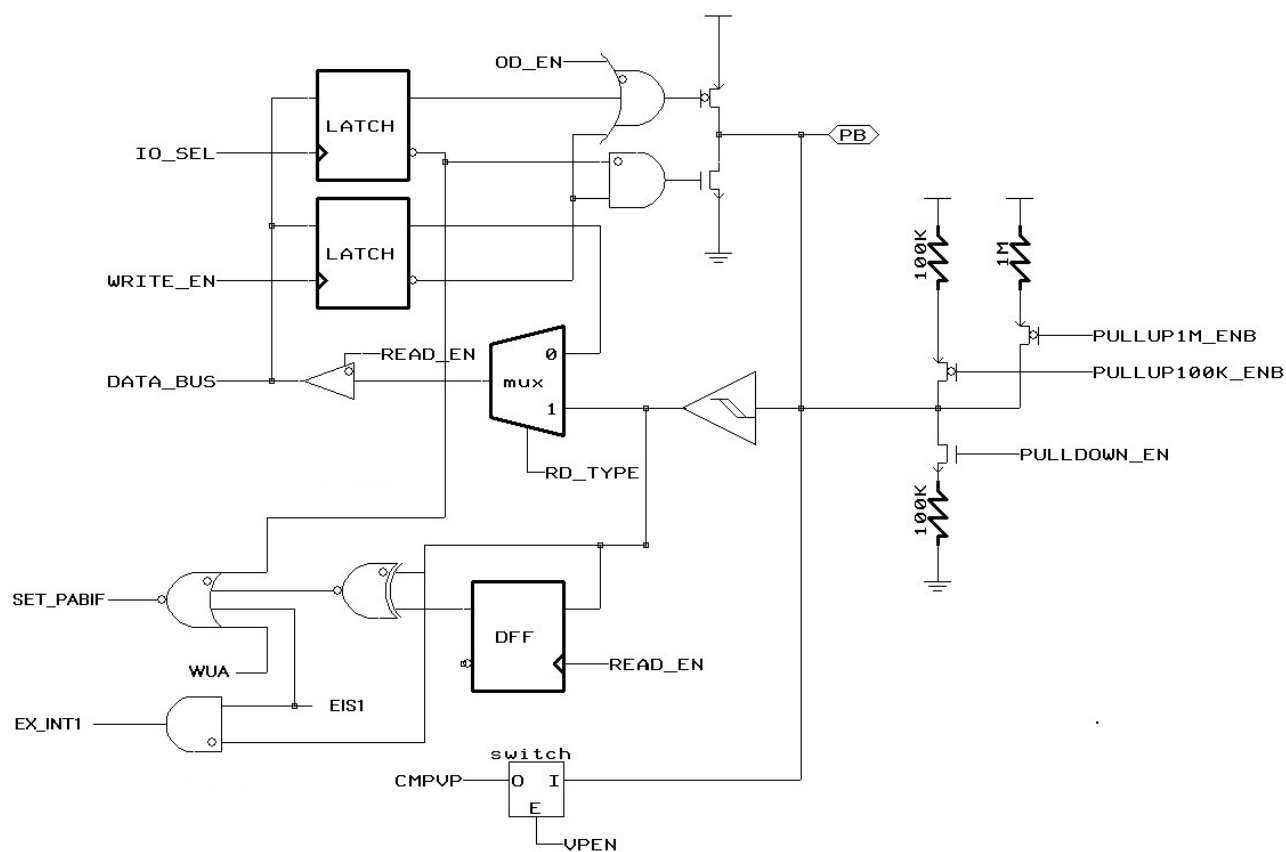 OD_EN
LATCH
PB
IO_SEL
100K
1M
LATCH
WRITE_EN
PULLUP1M_ENB
READ_EN
0
DATA_BUS
mux
PULLUP100K_ENB
1
PULLDOWN_EN
RD_TYPE
100K
SET_PABIF
DFF
WUA
READ_EN
EIS1
EX_INT1
switch
CMPVP
O I
E
VPEN